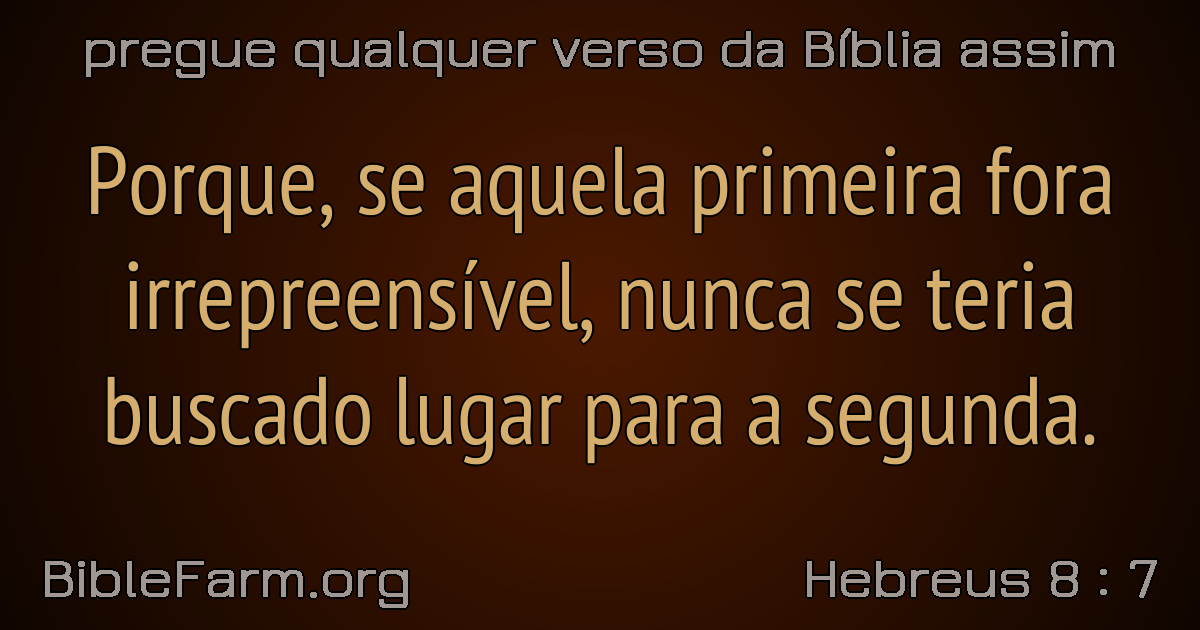 pregue qualquer verso da Bíblia assim
Porque, se aquela primeira fora
irrepreensível, nunca se teria
buscado lugar para a segunda.
BibleFarm.org
Hebreus 8 : 7